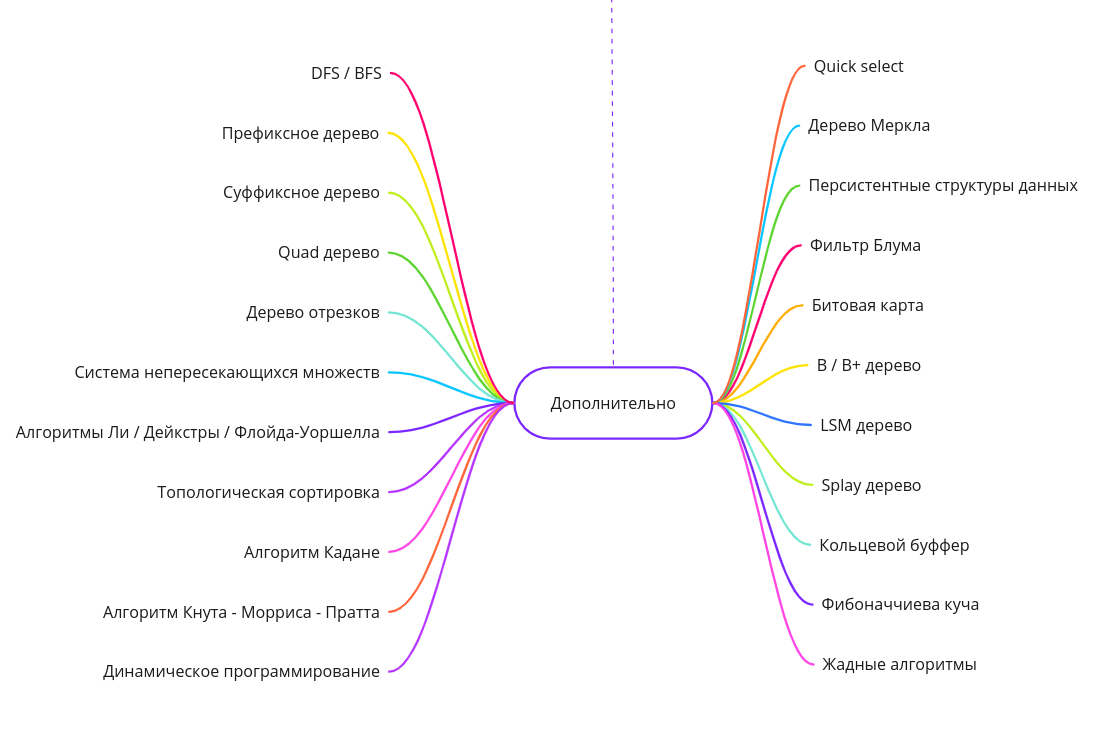 DFS / BFS
Префиксное дерево
Суффиксное дерево
Quad дерево
Дерево отрезков
Система непересекающихся множеств
Алгоритмы Ли / Дейкстры / Флойда-Уоршелла
Топологическая сортировка
Алгоритм Кадане
Алгоритм Кнута - Морриса - Пратта
Динамическое программирование
Дополнительно
Quick select
Дерево Меркла
Персистентные структуры данных
Фильтр Блума
Битовая карта
B / B+ дерево
LSM дерево
Splay дерево
Кольцевой буффер
Фибоначчиева куча
Жадные алгоритмы